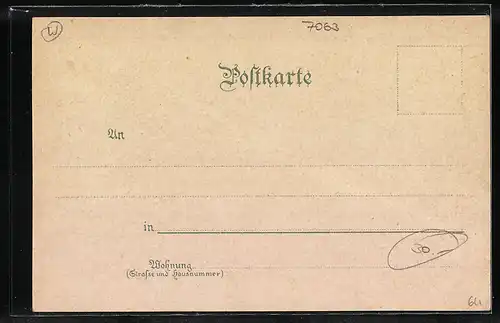 W
7063
Postkarte
An
in
Wohnung
(Strasse und Hausnummer)